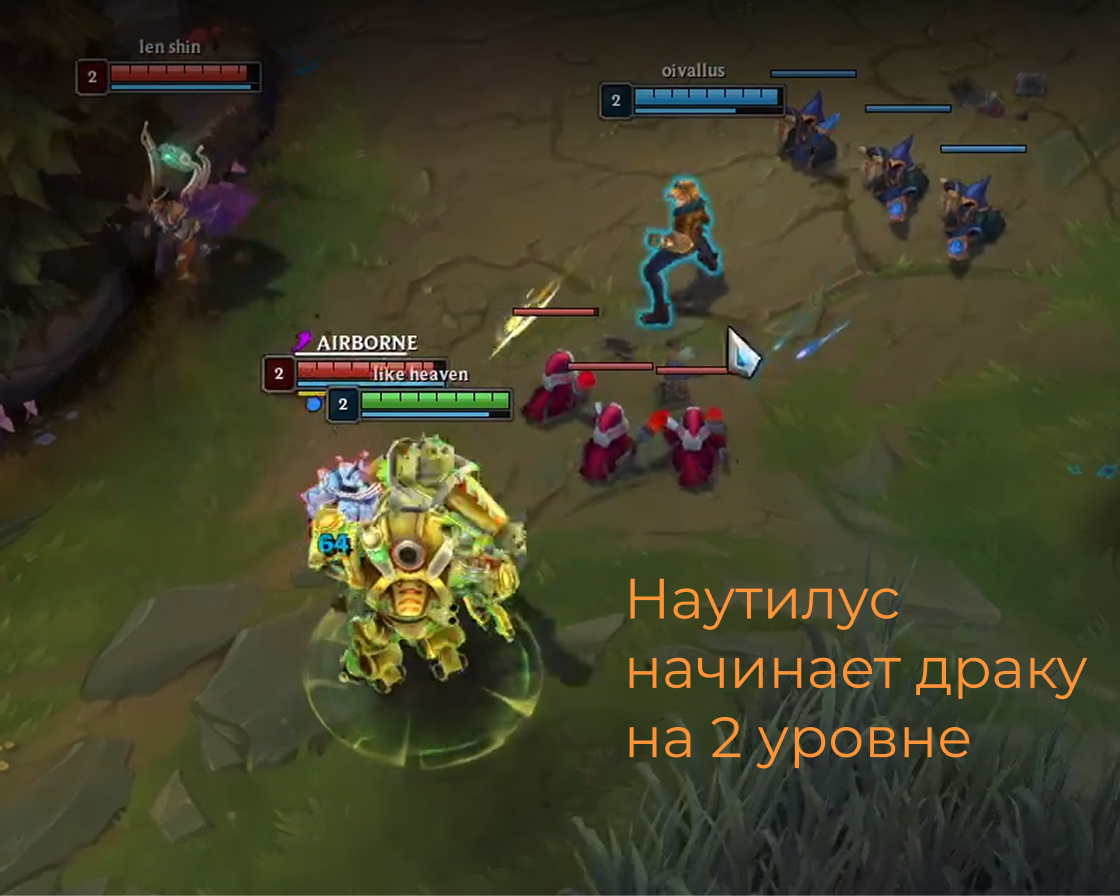 len shin
2
oivallus
2
AIRBORNE
2
like heaven
2
64
Наутилус
начинает драку
на 2 уровне